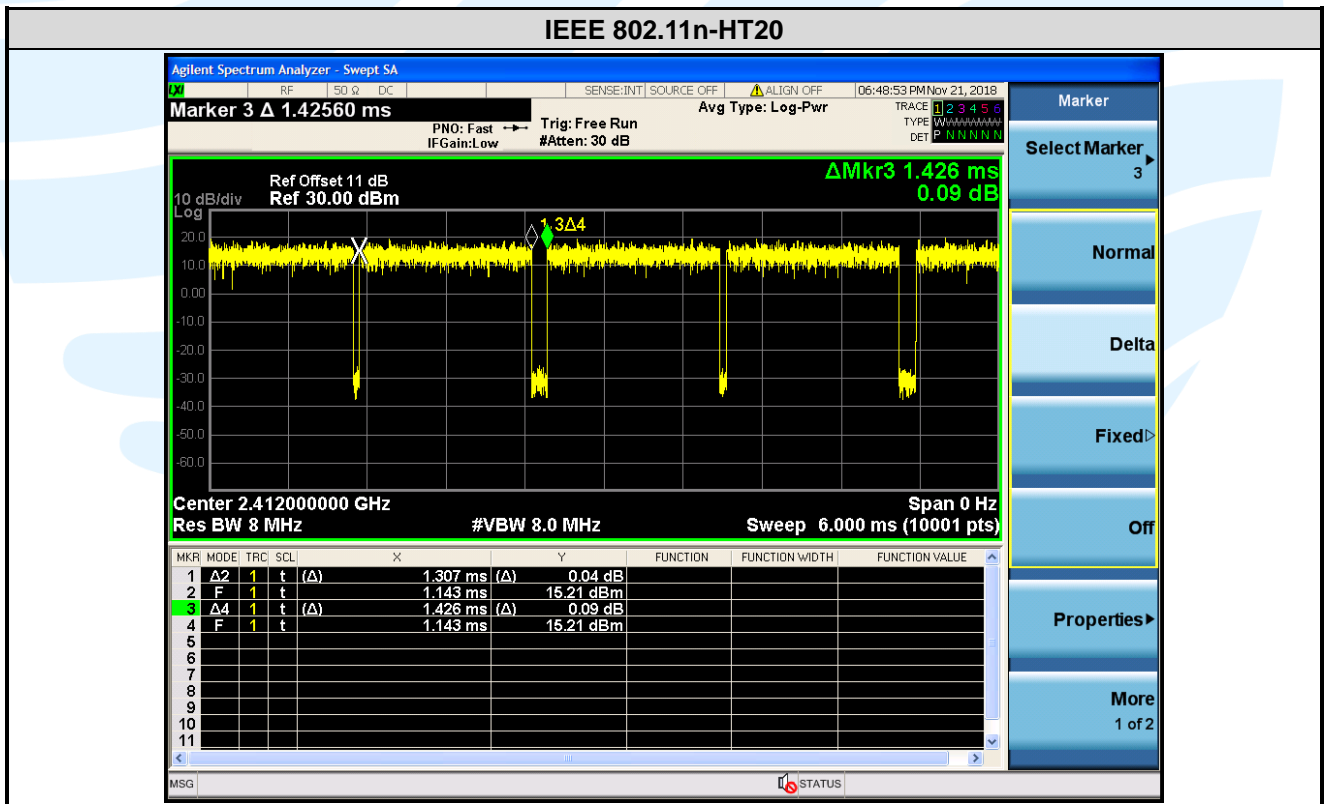 IEEE 802.11n-HT20
Agilent Spectrum Analyzer - Swept SA
LXI RF 50 Ω DC SENSE:INT SOURCE OFF ALIGN OFF 06:48:53 PM Nov 21, 2018
Marker 3 Δ 1.42560 ms
PNO: Fast
IFGain:Low
Trig: Free Run
#Atten: 30 dB
Avg Type: Log-Pwr
TRACE 1 2 3 4 5 6
TYPE W
DET P N N N N N
Ref Offset 11 dB
Ref 30.00 dBm
10 dB/div
Log
ΔMkr3 1.426 ms
0.09 dB
20.0
10.0
0.00
-10.0
-20.0
-30.0
-40.0
-50.0
-60.0
3Δ4
Center 2.412000000 GHz
Span 0 Hz
Res BW 8 MHz
#VBW 8.0 MHz
Sweep 6.000 ms (10001 pts)
MKR MODE TRC SCL X Y FUNCTION FUNCTION WIDTH FUNCTION VALUE
1 Δ2 1 t (Δ) 1.307 ms (Δ) 0.04 dB
2 F 1 t 1.143 ms 15.21 dBm
3 Δ4 1 t (Δ) 1.426 ms (Δ) 0.09 dB
4 F 1 t 1.143 ms 15.21 dBm
5
6
7
8
9
10
11
MSG
STATUS
Marker
Select Marker
3
Normal
Delta
Fixed
Off
Properties
More
1 of 2